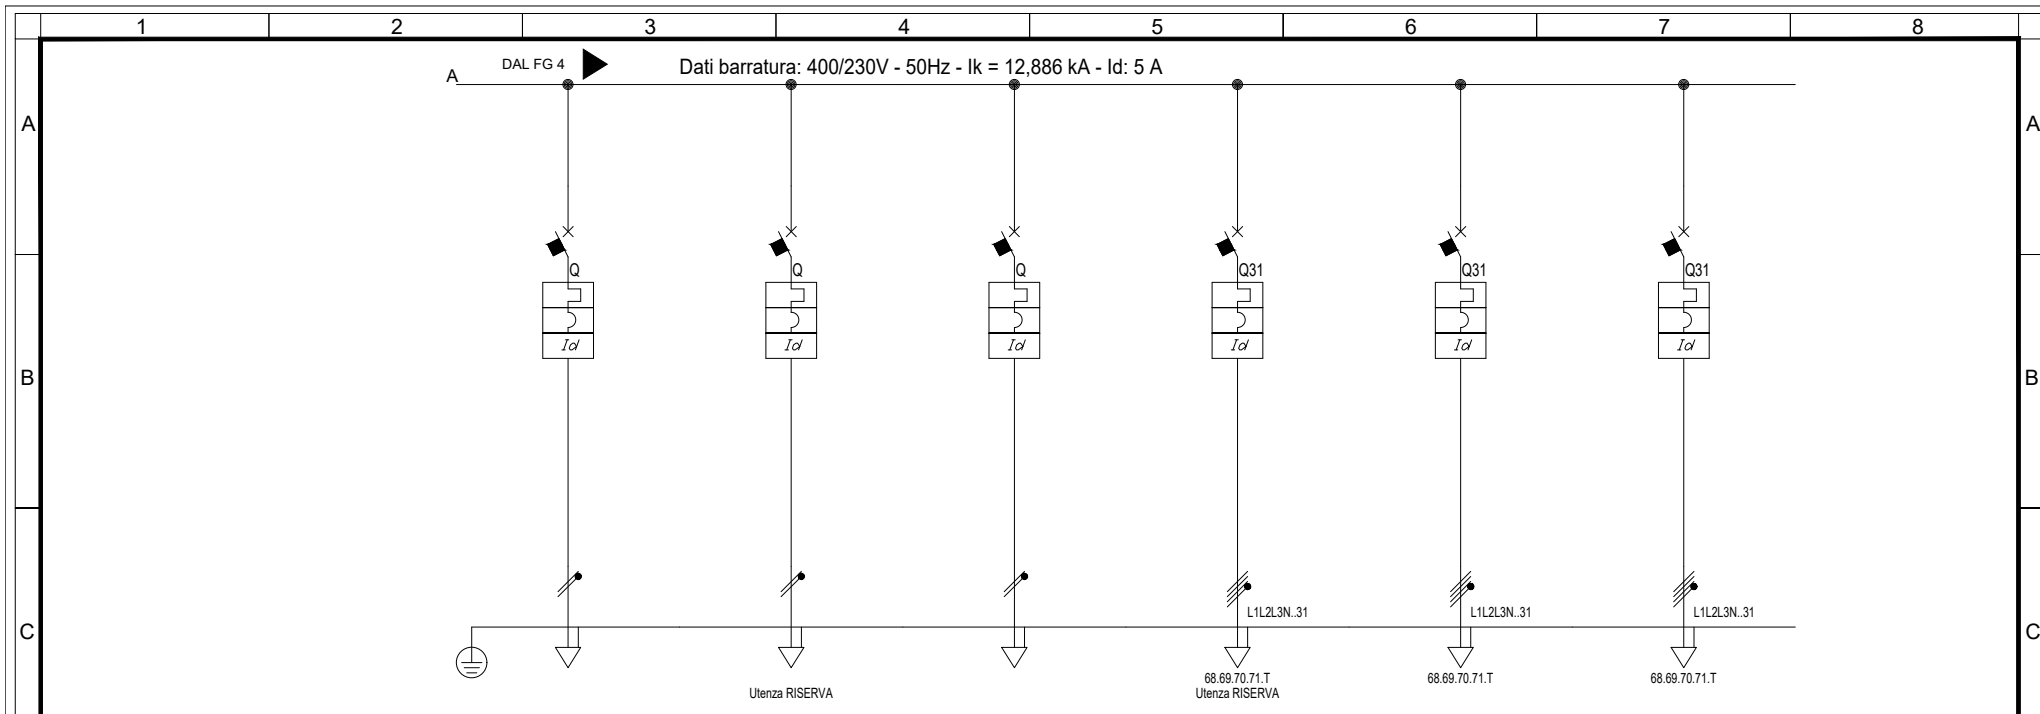 1 2 3 4 5 6 7 8
DAL FG 4
Dati barratura: 400/230V - 50Hz - Ik = 12,886 kA - Id: 5 A
A
A A
Q Q Q Q31 Q31 Q31
Id Id Id Id Id Id
B B
L1L2L3N..31 L1L2L3N..31 L1L2L3N..31
C C
68.69.70.71.T 68.69.70.71.T 68.69.70.71.T
Utenza RISERVA Utenza RISERVA